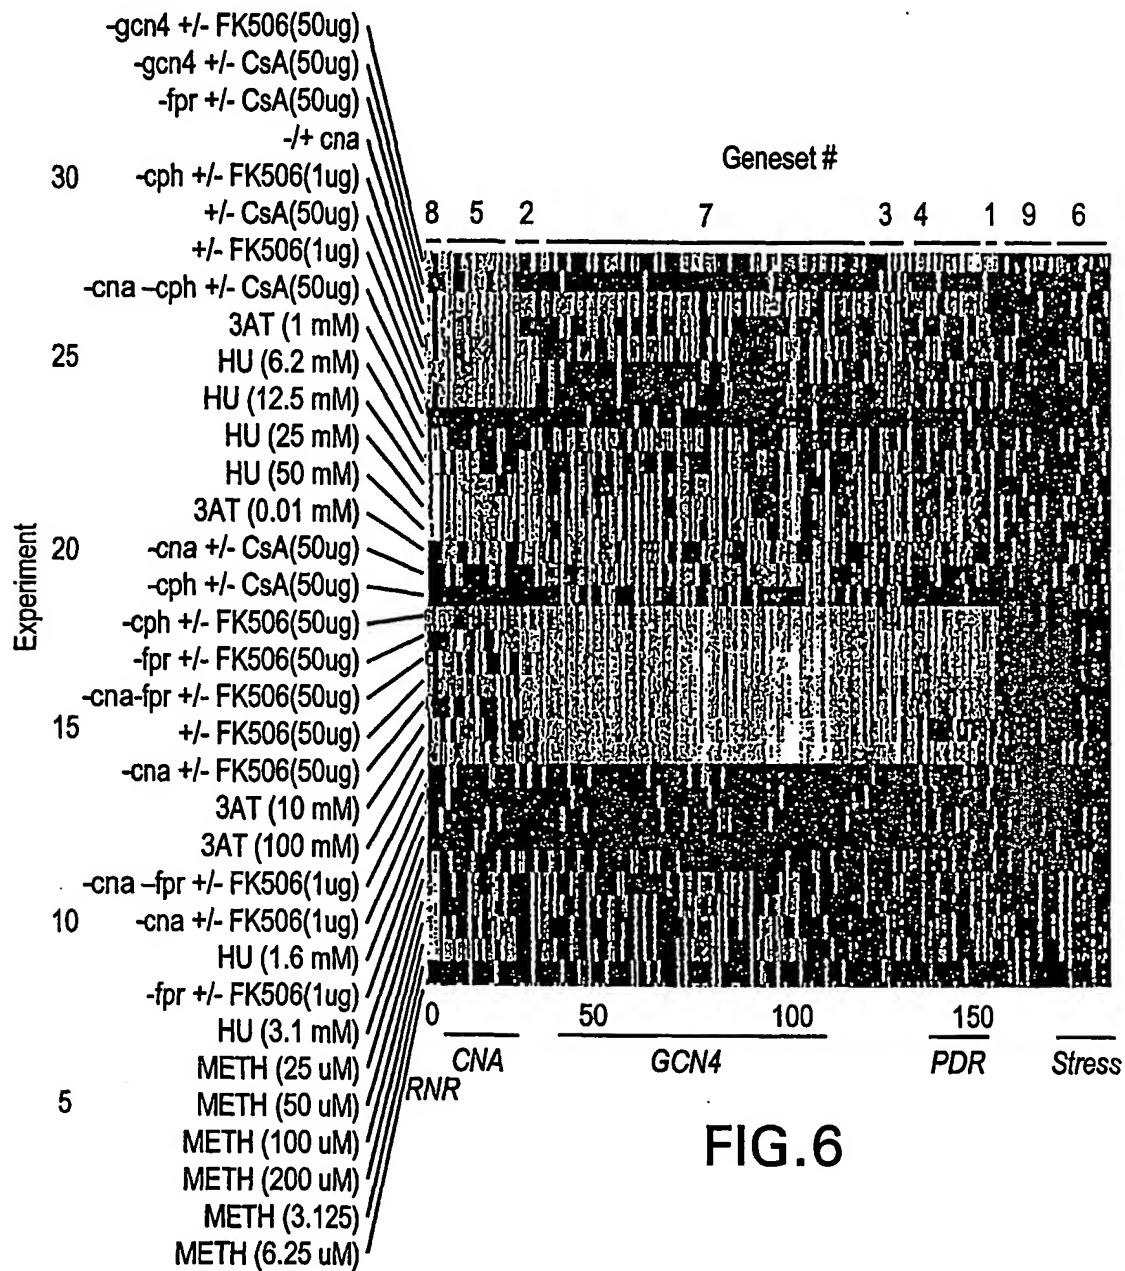 -gcn4 +/- FK506(50ug)
-gcn4 +/- CsA(50ug)
-fpr +/- CsA(50ug)
-/+ cna
30 -cph +/- FK506(1ug)
+/- CsA(50ug)
+/- FK506(1ug)
-cna –cph +/- CsA(50ug)
3AT (1 mM)
25 HU (6.2 mM)
HU (12.5 mM)
HU (25 mM)
HU (50 mM)
3AT (0.01 mM)
20 -cna +/- CsA(50ug)
-cph +/- CsA(50ug)
-cph +/- FK506(50ug)
-fpr +/- FK506(50ug)
-cna-fpr +/- FK506(50ug)
15 +/- FK506(50ug)
-cna +/- FK506(50ug)
3AT (10 mM)
3AT (100 mM)
-cna –fpr +/- FK506(1ug)
10 -cna +/- FK506(1ug)
HU (1.6 mM)
-fpr +/- FK506(1ug)
HU (3.1 mM)
METH (25 uM)
5 METH (50 uM)
METH (100 uM)
METH (200 uM)
METH (3.125)
METH (6.25 uM)
Experiment
Geneset #
8 5 2 7 3 4 1 9 6
0 50 100 150
RNR CNA GCN4 PDR Stress
FIG.6